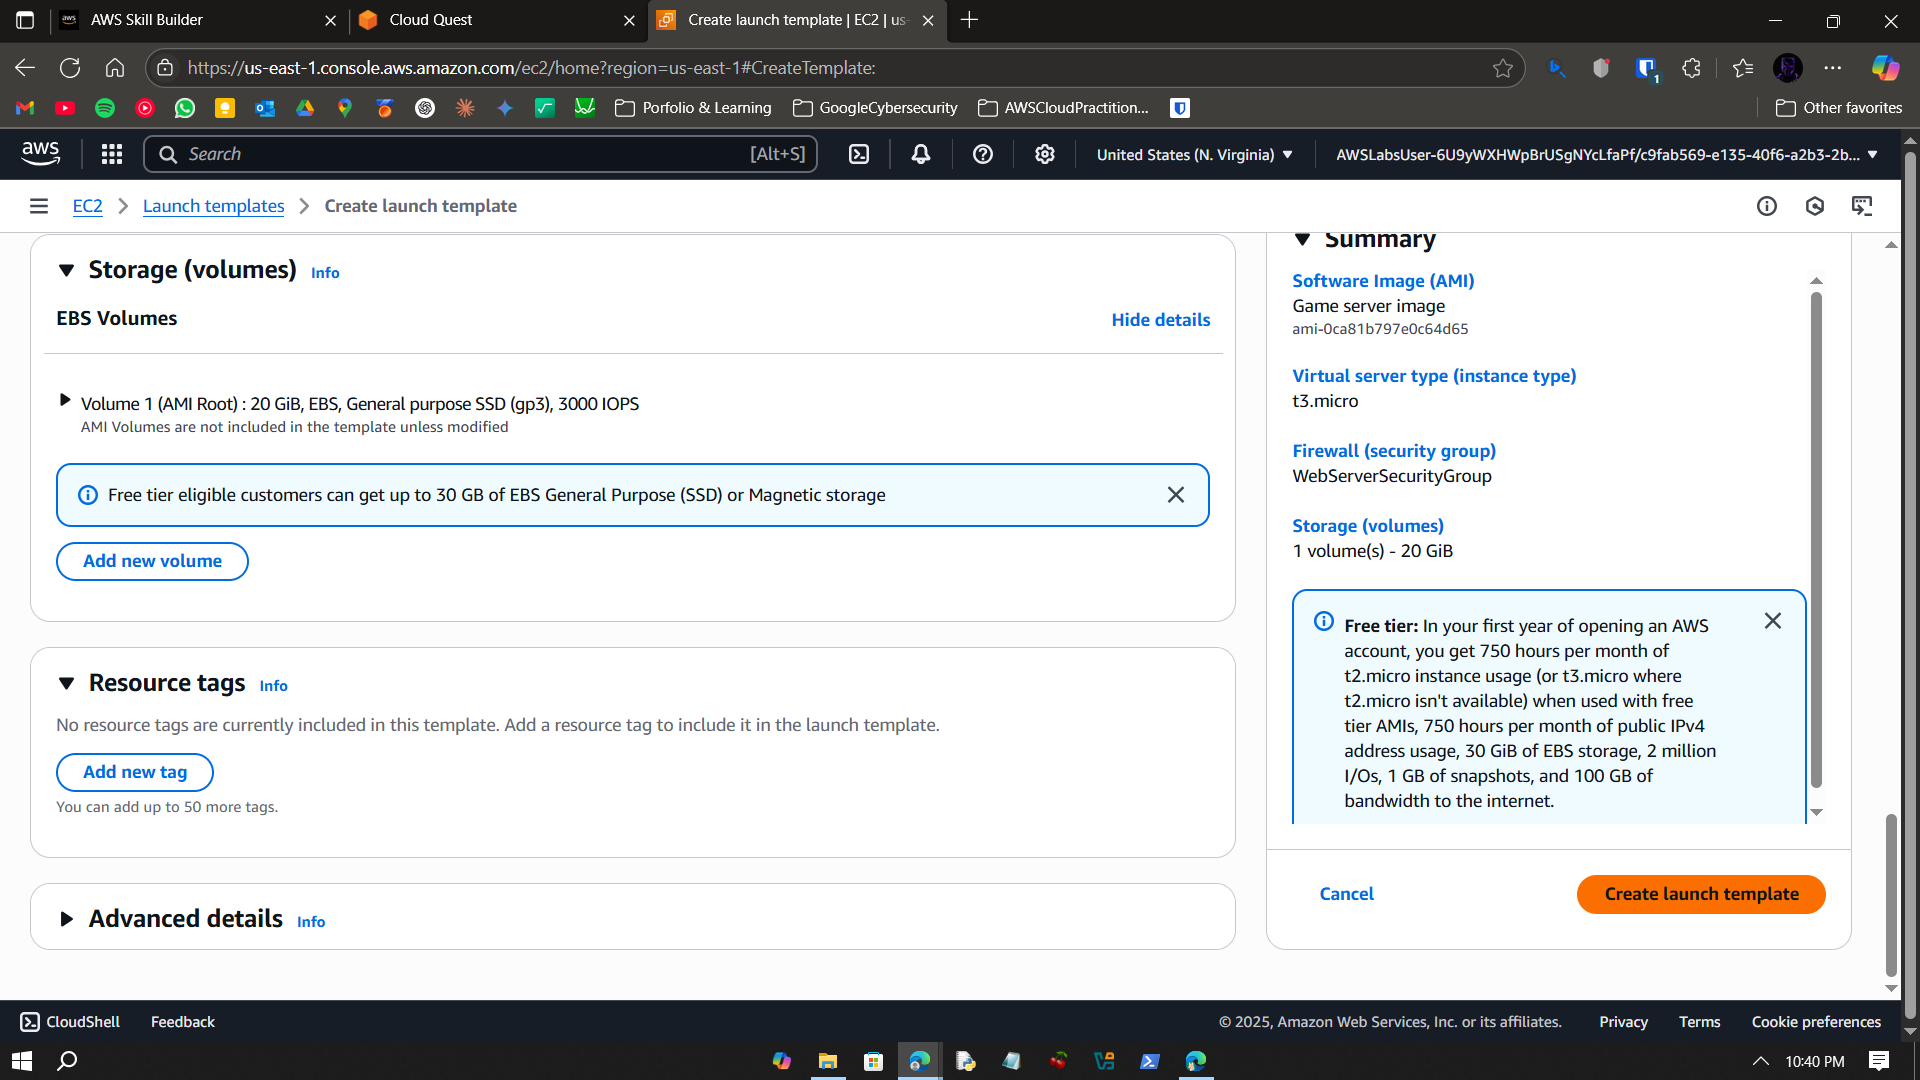 AWS Skill Builder
Cloud Quest
Create launch template | EC2 | us-
https://us-east-1.console.aws.amazon.com/ec2/home?region=us-east-1#CreateTemplate:
1
Porfolio & Learning
GoogleCybersecurity
AWSCloudPractition...
Other favorites
aws
Search
[Alt+S]
United States (N. Virginia)
AWSLabsUser-6U9yWXHWpBrUSgNYcLfaPf/c9fab569-e135-40f6-a2b3-2b...
EC2
Launch templates
Create launch template
Storage (volumes) Info
EBS Volumes
Hide details
Volume 1 (AMI Root) : 20 GiB, EBS, General purpose SSD (gp3), 3000 IOPS
AMI Volumes are not included in the template unless modified
Free tier eligible customers can get up to 30 GB of EBS General Purpose (SSD) or Magnetic storage
Add new volume
Resource tags Info
No resource tags are currently included in this template. Add a resource tag to include it in the launch template.
Add new tag
You can add up to 50 more tags.
Advanced details Info
Summary
Software Image (AMI)
Game server image
ami-0ca81b797e0c64d65
Virtual server type (instance type)
t3.micro
Firewall (security group)
WebServerSecurityGroup
Storage (volumes)
1 volume(s) - 20 GiB
Free tier: In your first year of opening an AWS
account, you get 750 hours per month of
t2.micro instance usage (or t3.micro where
t2.micro isn't available) when used with free
tier AMIs, 750 hours per month of public IPv4
address usage, 30 GiB of EBS storage, 2 million
I/Os, 1 GB of snapshots, and 100 GB of
bandwidth to the internet.
Cancel
Create launch template
CloudShell
Feedback
© 2025, Amazon Web Services, Inc. or its affiliates.
Privacy
Terms
Cookie preferences
10:40 PM